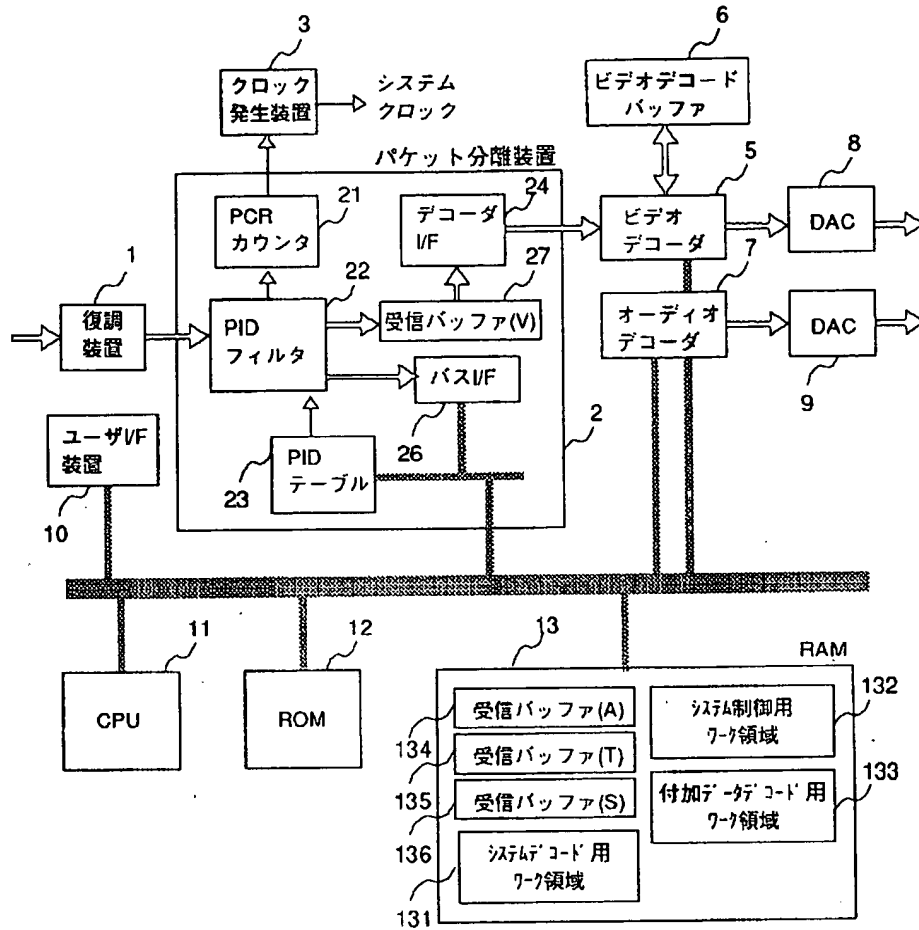 3
6
クロック
発生装置
システム
クロック
ビデオデコード
バッファ
パケット分離装置
5
8
21
24
PCR
カウンタ
デコーダ
I/F
ビデオ
デコーダ
DAC
1
22
27
7
復調
装置
PID
フィルタ
受信バッファ(V)
オーディオ
デコーダ
DAC
バスI/F
9
ユーザI/F
装置
2
23
PID
テーブル
26
10
11
12
13
RAM
CPU
ROM
受信バッファ(A)
システム制御用
ワーク領域
132
134
受信バッファ(T)
135
受信バッファ(S)
付加データデコード用
ワーク領域
133
136
システムデコード用
ワーク領域
131